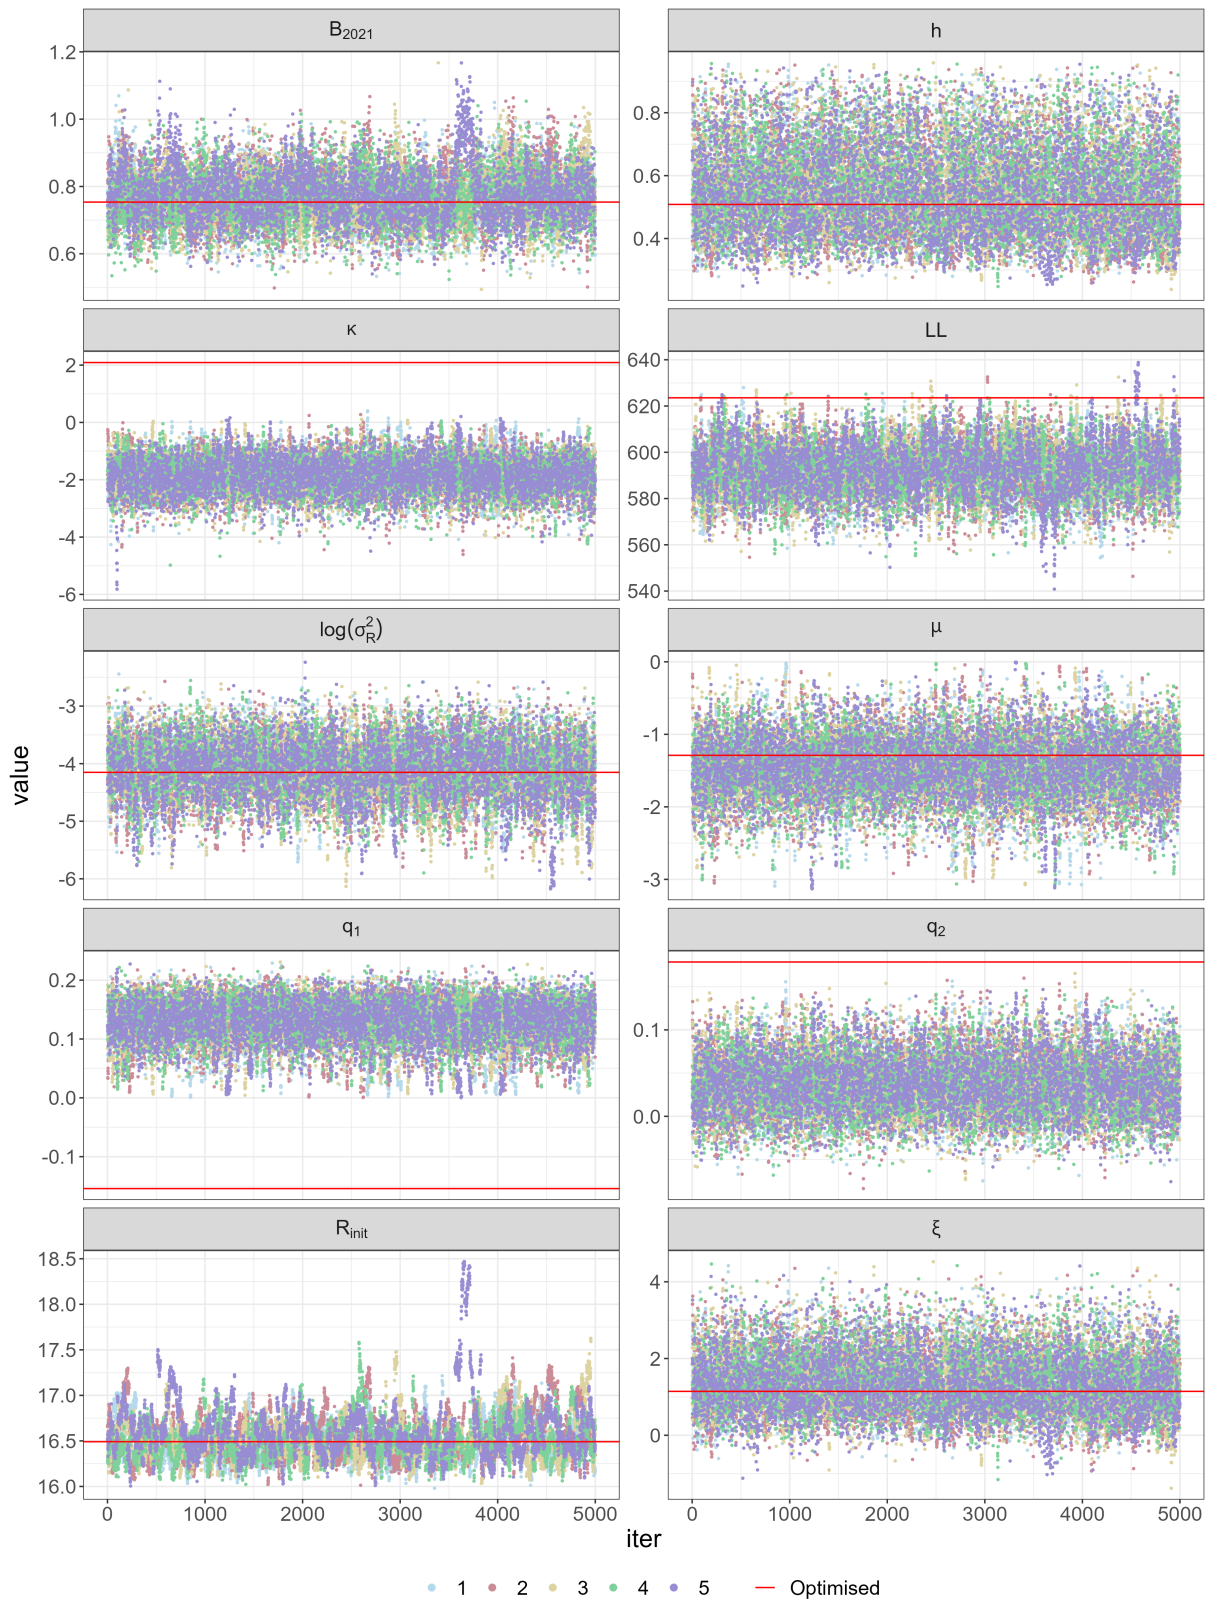 B₂₀₂₁
h
1.2
1.0
0.8
0.6
0.8
0.6
0.4
κ
LL
2
0
-2
-4
-6
640
620
600
580
560
540
log(σ²_R)
μ
-3
-4
-5
-6
0
-1
-2
-3
q₁
q₂
0.2
0.1
0.0
-0.1
0.1
0.0
R_init
ξ
18.5
18.0
17.5
17.0
16.5
16.0
4
2
0
0 1000 2000 3000 4000 5000
0 1000 2000 3000 4000 5000
value
iter
1 2 3 4 5 Optimised